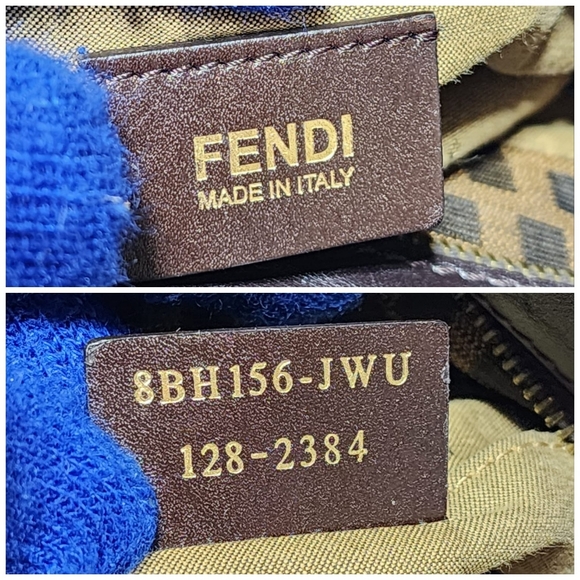 FENDI
MADE IN ITALY
8BH156-JWU
128-2384